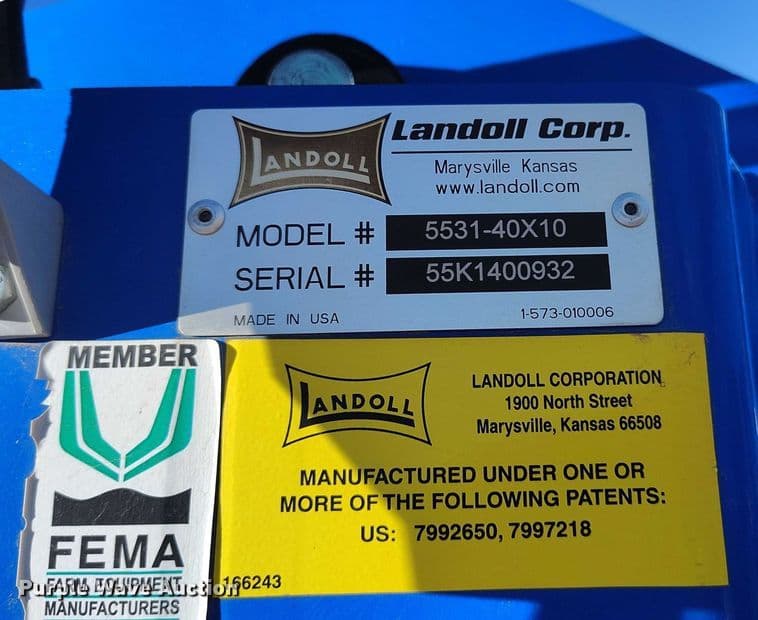 LANDOLL
Landoll Corp.
Marysville Kansas
www.landoll.com
MODEL # 5531-40X10
SERIAL # 55K1400932
MADE IN USA 1-573-010006
MEMBER
FEMA
FARM EQUIPMENT
MANUFACTURERS
LANDOLL
LANDOLL CORPORATION
1900 North Street
Marysville, Kansas 66508
MANUFACTURED UNDER ONE OR
MORE OF THE FOLLOWING PATENTS:
US: 7992650, 7997218
166243
Purple Wave Auction